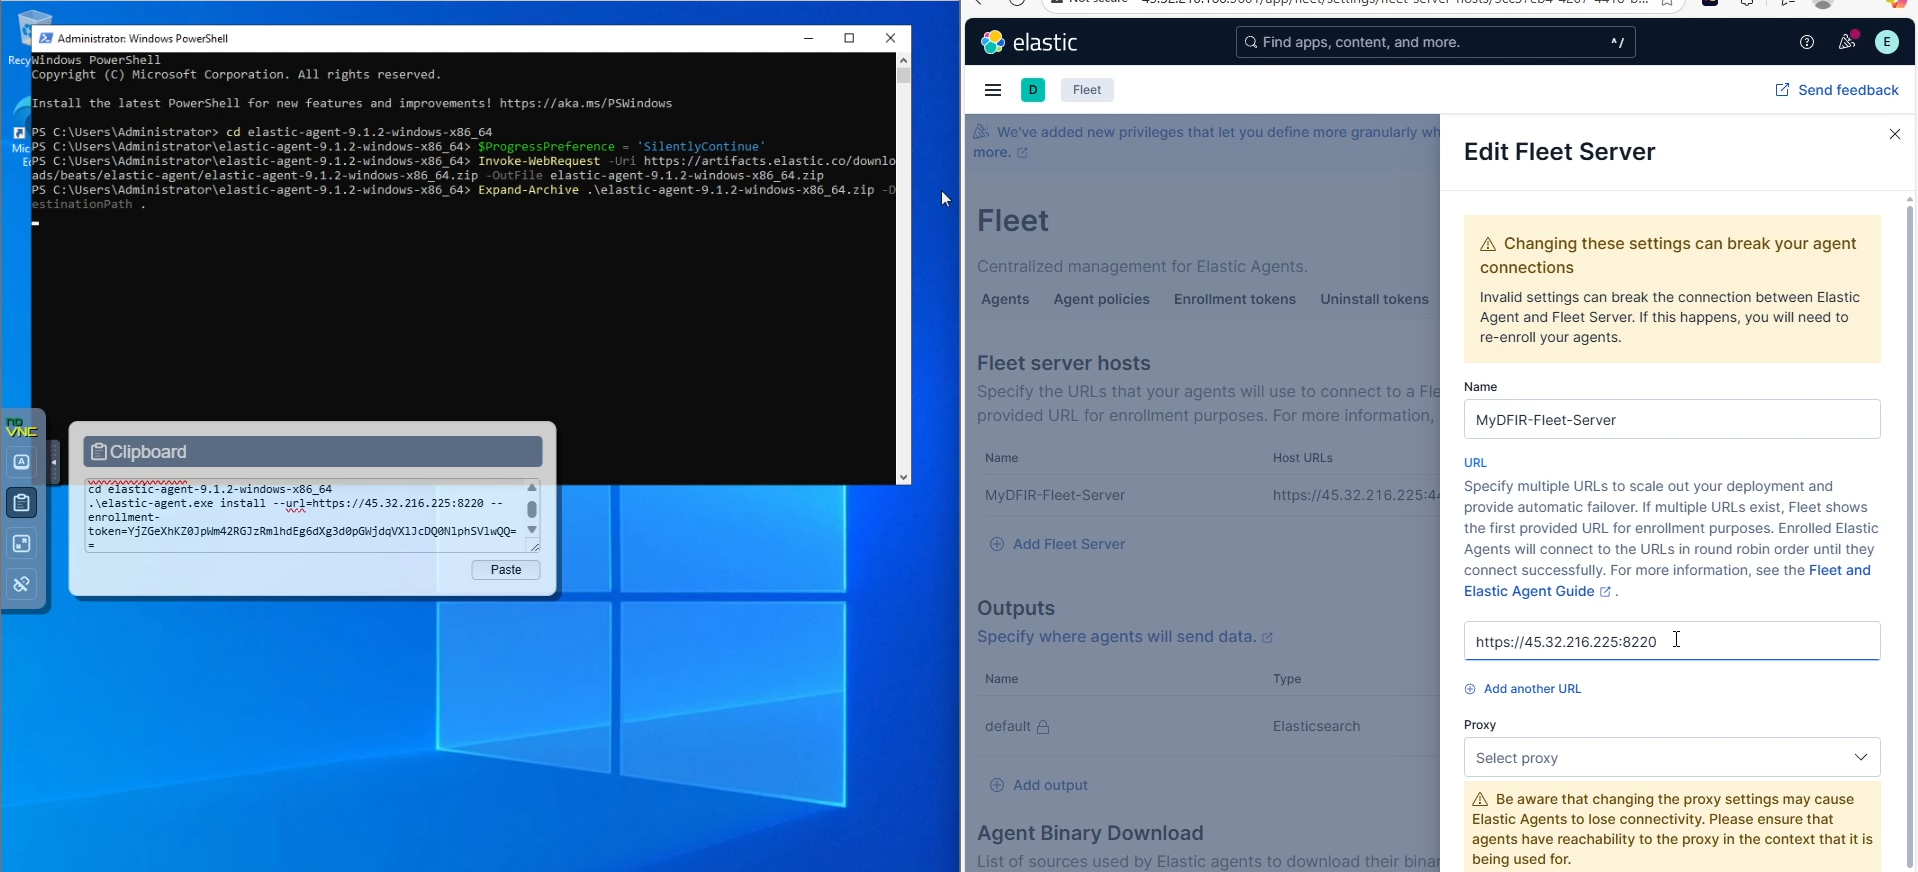 Recy
Administrator: Windows PowerShell
Windows PowerShell
Copyright (C) Microsoft Corporation. All rights reserved.
Install the latest PowerShell for new features and improvements! https://aka.ms/PSWindows
PS C:\Users\Administrator> cd elastic-agent-9.1.2-windows-x86_64
PS C:\Users\Administrator\elastic-agent-9.1.2-windows-x86_64> $ProgressPreference = 'SilentlyContinue'
PS C:\Users\Administrator\elastic-agent-9.1.2-windows-x86_64> Invoke-WebRequest -Uri https://artifacts.elastic.co/downlo
ads/beats/elastic-agent/elastic-agent-9.1.2-windows-x86_64.zip -OutFile elastic-agent-9.1.2-windows-x86_64.zip
PS C:\Users\Administrator\elastic-agent-9.1.2-windows-x86_64> Expand-Archive .\elastic-agent-9.1.2-windows-x86_64.zip -D
estinationPath .
Mic
no
VNC
A
Clipboard
cd elastic-agent-9.1.2-windows-x86_64
.\elastic-agent.exe install --url=https://45.32.216.225:8220 --
enrollment-
token=YjZGeXhKZ0JpWm42RGJzRmlhdEg6dXg3d0pGWjdqVXlJcDQ0NlphSVlwQQ=
=
Paste
elastic
Find apps, content, and more.
^/
E
D
Fleet
Send feedback
We've added new privileges that let you define more granularly wh
more.
Fleet
Centralized management for Elastic Agents.
Agents
Agent policies
Enrollment tokens
Uninstall tokens
Fleet server hosts
Specify the URLs that your agents will use to connect to a Fle
provided URL for enrollment purposes. For more information,
Name
Host URLs
MyDFIR-Fleet-Server
https://45.32.216.225:44
Add Fleet Server
Outputs
Specify where agents will send data.
Name
Type
default
Elasticsearch
Add output
Agent Binary Download
List of sources used by Elastic agents to download their binar
Edit Fleet Server
Changing these settings can break your agent
connections
Invalid settings can break the connection between Elastic
Agent and Fleet Server. If this happens, you will need to
re-enroll your agents.
Name
MyDFIR-Fleet-Server
URL
Specify multiple URLs to scale out your deployment and
provide automatic failover. If multiple URLs exist, Fleet shows
the first provided URL for enrollment purposes. Enrolled Elastic
Agents will connect to the URLs in round robin order until they
connect successfully. For more information, see the Fleet and
Elastic Agent Guide .
https://45.32.216.225:8220
Add another URL
Proxy
Select proxy
Be aware that changing the proxy settings may cause
Elastic Agents to lose connectivity. Please ensure that
agents have reachability to the proxy in the context that it is
being used for.